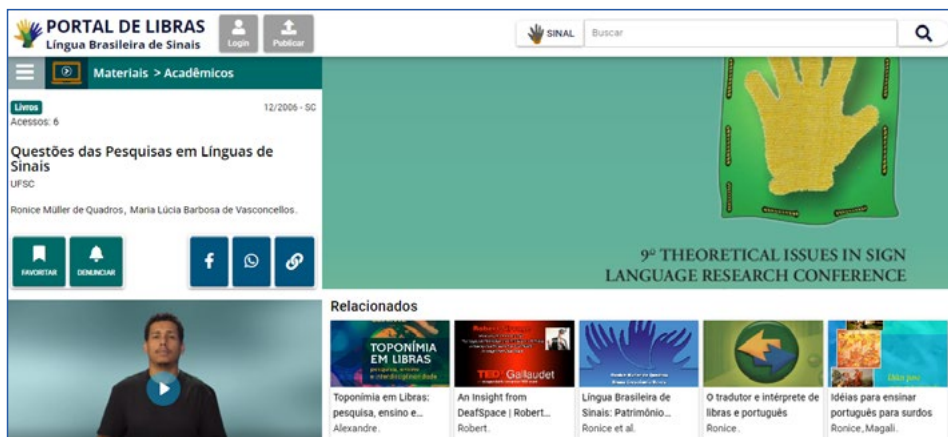 PORTAL DE LIBRAS
Língua Brasileira de Sinais
Login
Publicar
SINAL
Buscar
Materiais > Acadêmicos
Livros
12/2006 - SC
Acessos: 6
Questões das Pesquisas em Línguas de
Sinais
UFSC
Ronice Müller de Quadros, Maria Lúcia Barbosa de Vasconcellos.
FAVORITAR
DENUNCIAR
9º THEORETICAL ISSUES IN SIGN
LANGUAGE RESEARCH CONFERENCE
Relacionados
TOPONÍMIA
EM LIBRAS
pesquisa, ensino
e interdisciplinaridade
TEDx Gallaudet
Toponímia em Libras:
pesquisa, ensino e...
Alexandre.
An Insight from
DeafSpace | Robert...
Robert.
Língua Brasileira de
Sinais: Patrimônio...
Ronice et al.
O tradutor e intérprete de
libras e português
Ronice.
Idéias para ensinar
português para surdos
Ronice, Magali.